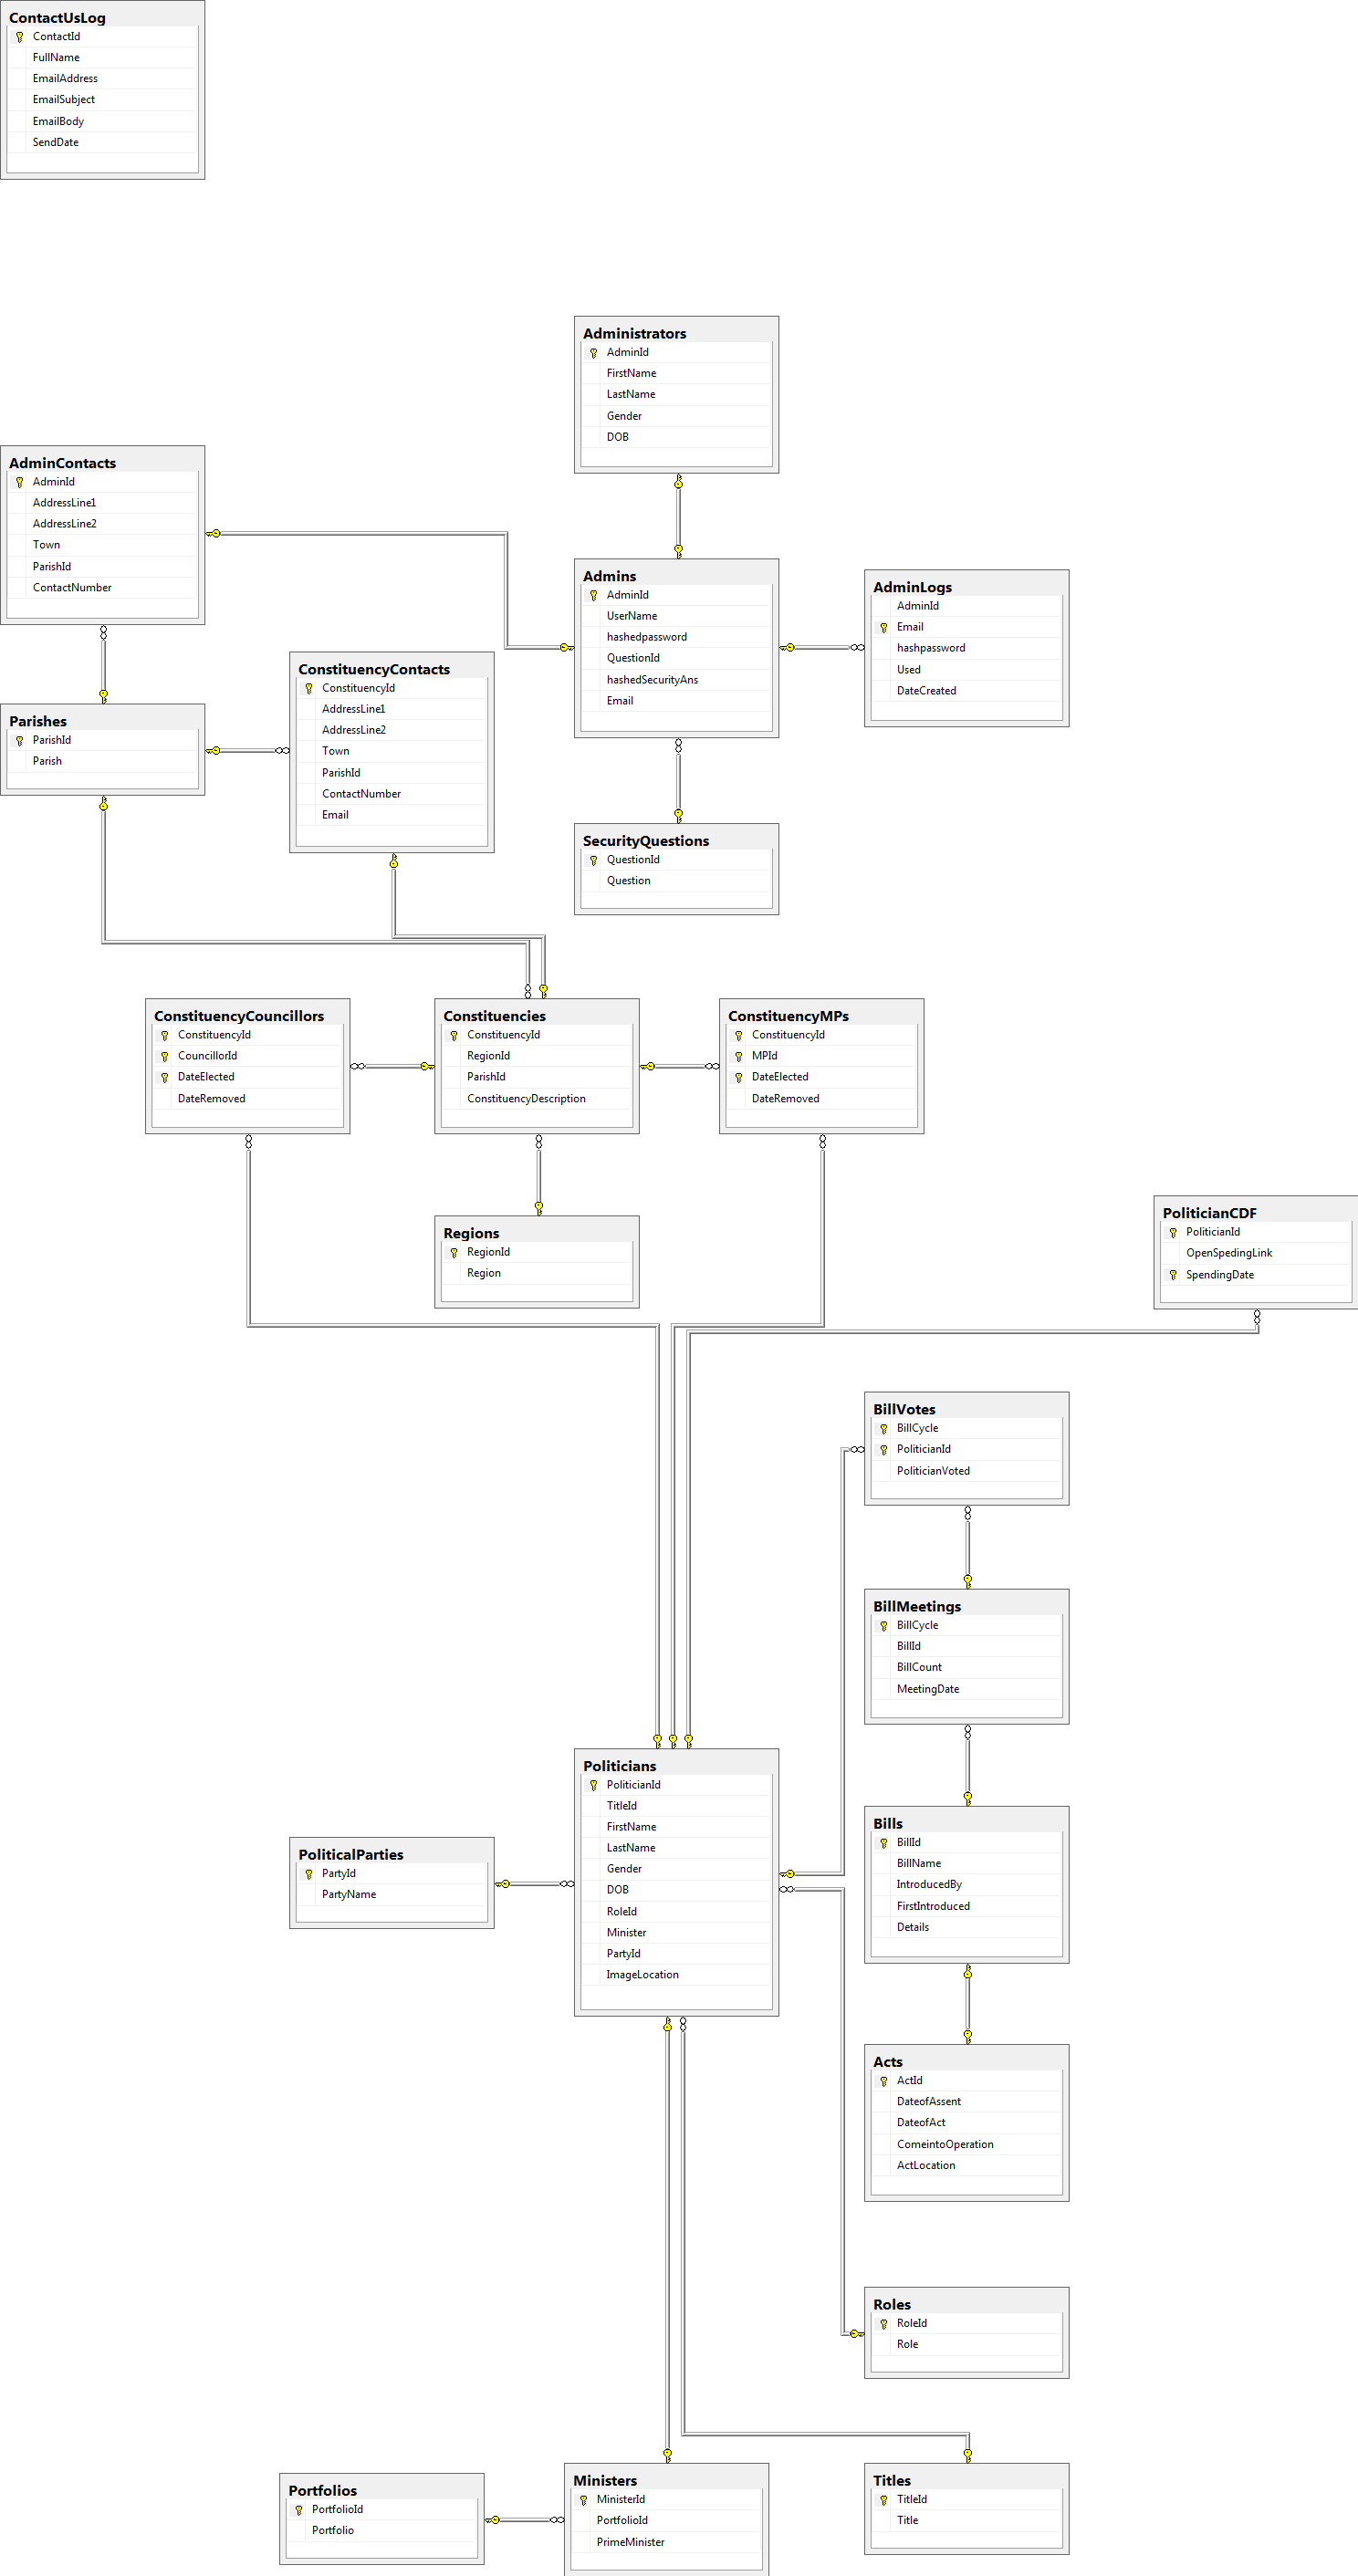 ContactUsLog
ContactId
FullName
EmailAddress
EmailSubject
EmailBody
SendDate
Administrators
AdminId
FirstName
LastName
Gender
DOB
AdminContacts
AdminId
AddressLine1
AddressLine2
Town
ParishId
ContactNumber
Admins
AdminId
UserName
hashedpassword
QuestionId
hashedSecurityAns
Email
AdminLogs
AdminId
Email
hashpassword
Used
DateCreated
ConstituencyContacts
ConstituencyId
AddressLine1
AddressLine2
Town
ParishId
ContactNumber
Email
Parishes
ParishId
Parish
SecurityQuestions
QuestionId
Question
ConstituencyCouncillors
ConstituencyId
CouncillorId
DateElected
DateRemoved
Constituencies
ConstituencyId
RegionId
ParishId
ConstituencyDescription
ConstituencyMPs
ConstituencyId
MPId
DateElected
DateRemoved
Regions
RegionId
Region
PoliticianCDF
PoliticianId
OpenSpedingLink
SpendingDate
BillVotes
BillCycle
PoliticianId
PoliticianVoted
BillMeetings
BillCycle
BillId
BillCount
MeetingDate
Politicians
PoliticianId
TitleId
FirstName
LastName
Gender
DOB
RoleId
Minister
PartyId
ImageLocation
PoliticalParties
PartyId
PartyName
Bills
BillId
BillName
IntroducedBy
FirstIntroduced
Details
Acts
ActId
DateofAssent
DateofAct
ComeintoOperation
ActLocation
Roles
RoleId
Role
Portfolios
PortfolioId
Portfolio
Ministers
MinisterId
PortfolioId
PrimeMinister
Titles
TitleId
Title